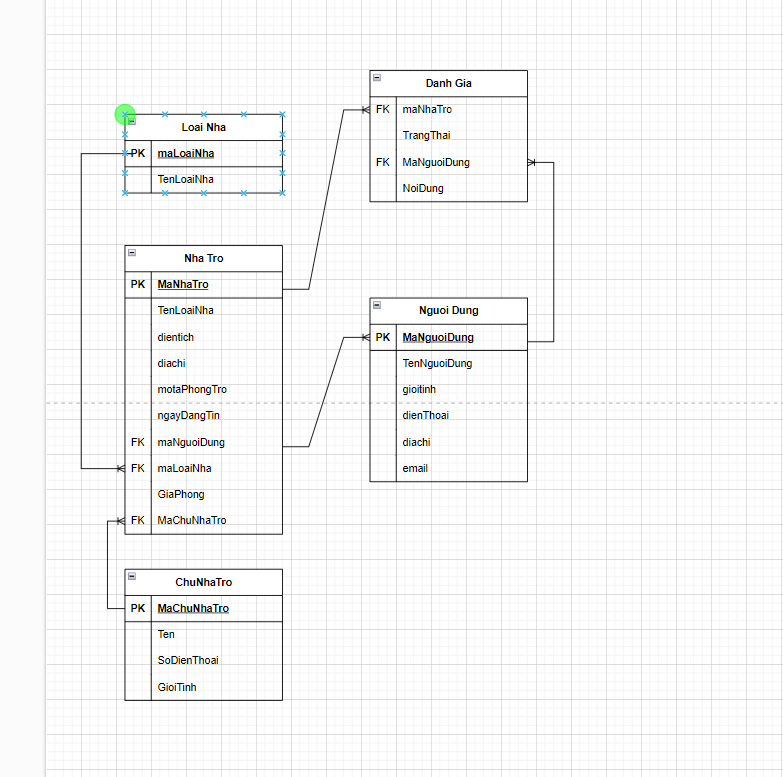 Loai Nha
PK maLoaiNha
TenLoaiNha
Nha Tro
PK MaNhaTro
TenLoaiNha
dientich
diachi
motaPhongTro
ngayDangTin
FK maNguoiDung
FK maLoaiNha
GiaPhong
FK MaChuNhaTro
ChuNhaTro
PK MaChuNhaTro
Ten
SoDienThoai
GioiTinh
Danh Gia
FK maNhaTro
TrangThai
FK MaNguoiDung
NoiDung
Nguoi Dung
PK MaNguoiDung
TenNguoiDung
gioitinh
dienThoai
diachi
email